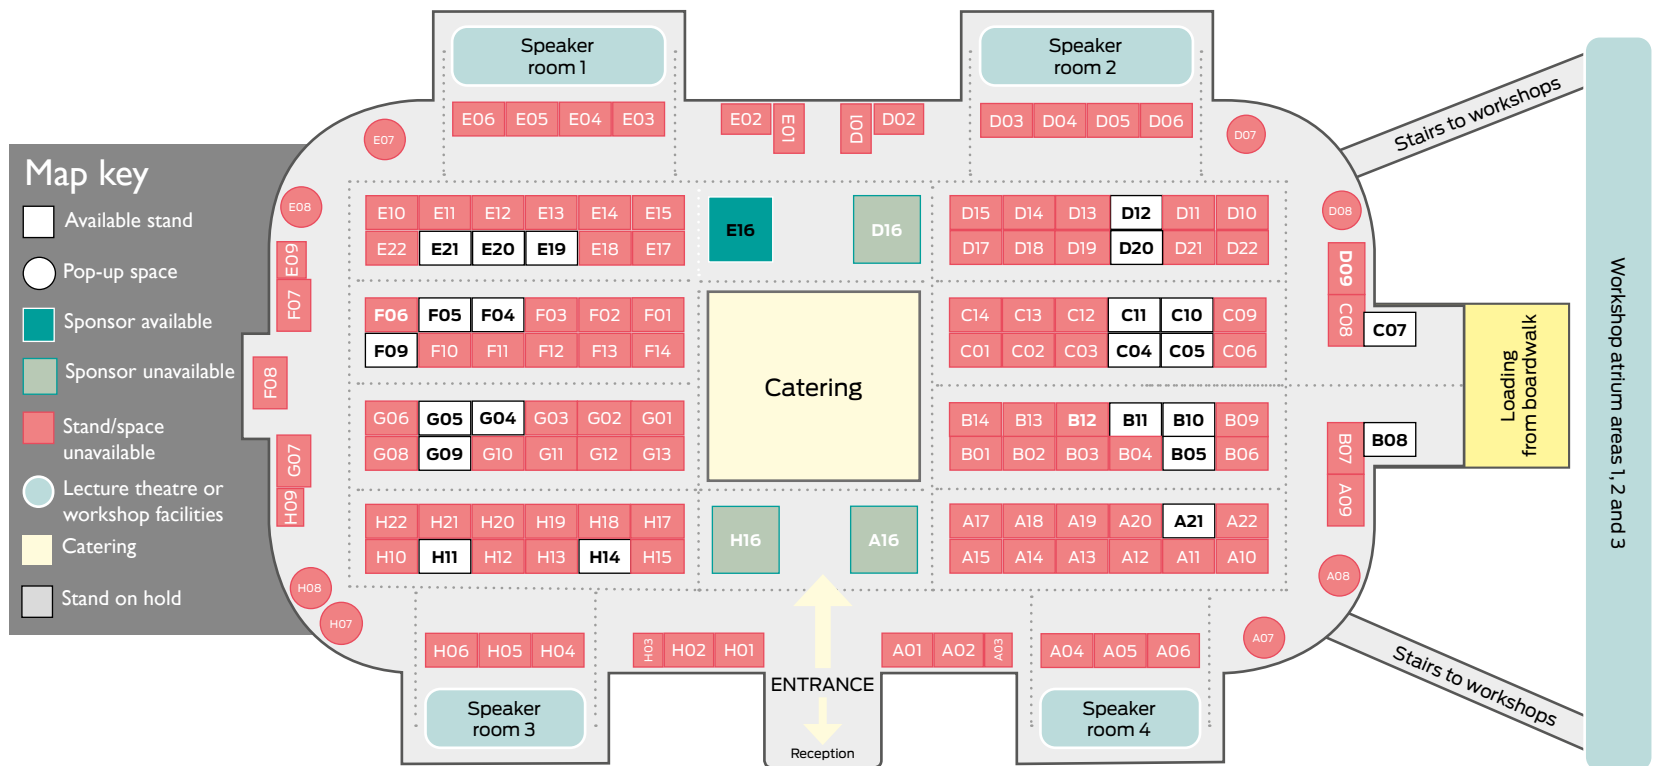 Speaker
room 1
Speaker
room 2
E06 E05 E04 E03
E02 E01 D01 D02
D03 D04 D05 D06
E07
D07
Stairs to workshops
Map key
Available stand
Pop-up space
Sponsor available
Sponsor unavailable
Stand/space
unavailable
Lecture theatre or
workshop facilities
Catering
Stand on hold
E08
E09
F07
F08
G07
H09
H08
H07
E10 E11 E12 E13 E14 E15
E22 E21 E20 E19 E18 E17
E16
D16
D15 D14 D13 D12 D11 D10
D17 D18 D19 D20 D21 D22
D08
D09
C08
C07
F06 F05 F04 F03 F02 F01
F09 F10 F11 F12 F13 F14
Catering
C14 C13 C12 C11 C10 C09
C01 C02 C03 C04 C05 C06
Loading
from boardwalk
Workshop atrium areas 1, 2 and 3
G06 G05 G04 G03 G02 G01
G08 G09 G10 G11 G12 G13
B14 B13 B12 B11 B10 B09
B01 B02 B03 B04 B05 B06
B07
B08
A09
H22 H21 H20 H19 H18 H17
H10 H11 H12 H13 H14 H15
H16
A16
A17 A18 A19 A20 A21 A22
A15 A14 A13 A12 A11 A10
A08
A07
H06 H05 H04
H03 H02 H01
A01 A02 A03
A04 A05 A06
Stairs to workshops
ENTRANCE
Reception
Speaker
room 3
Speaker
room 4